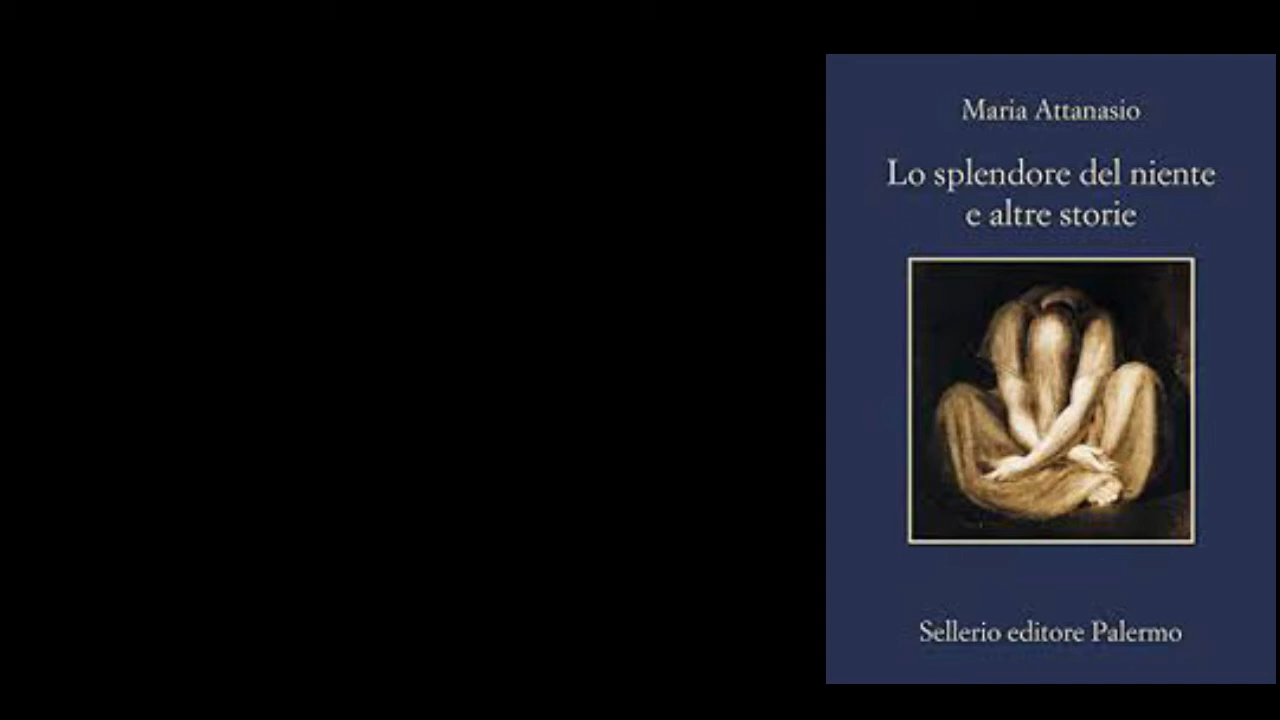 Maria Attanasio
Lo splendore del niente
e altre storie
Sellerio editore Palermo